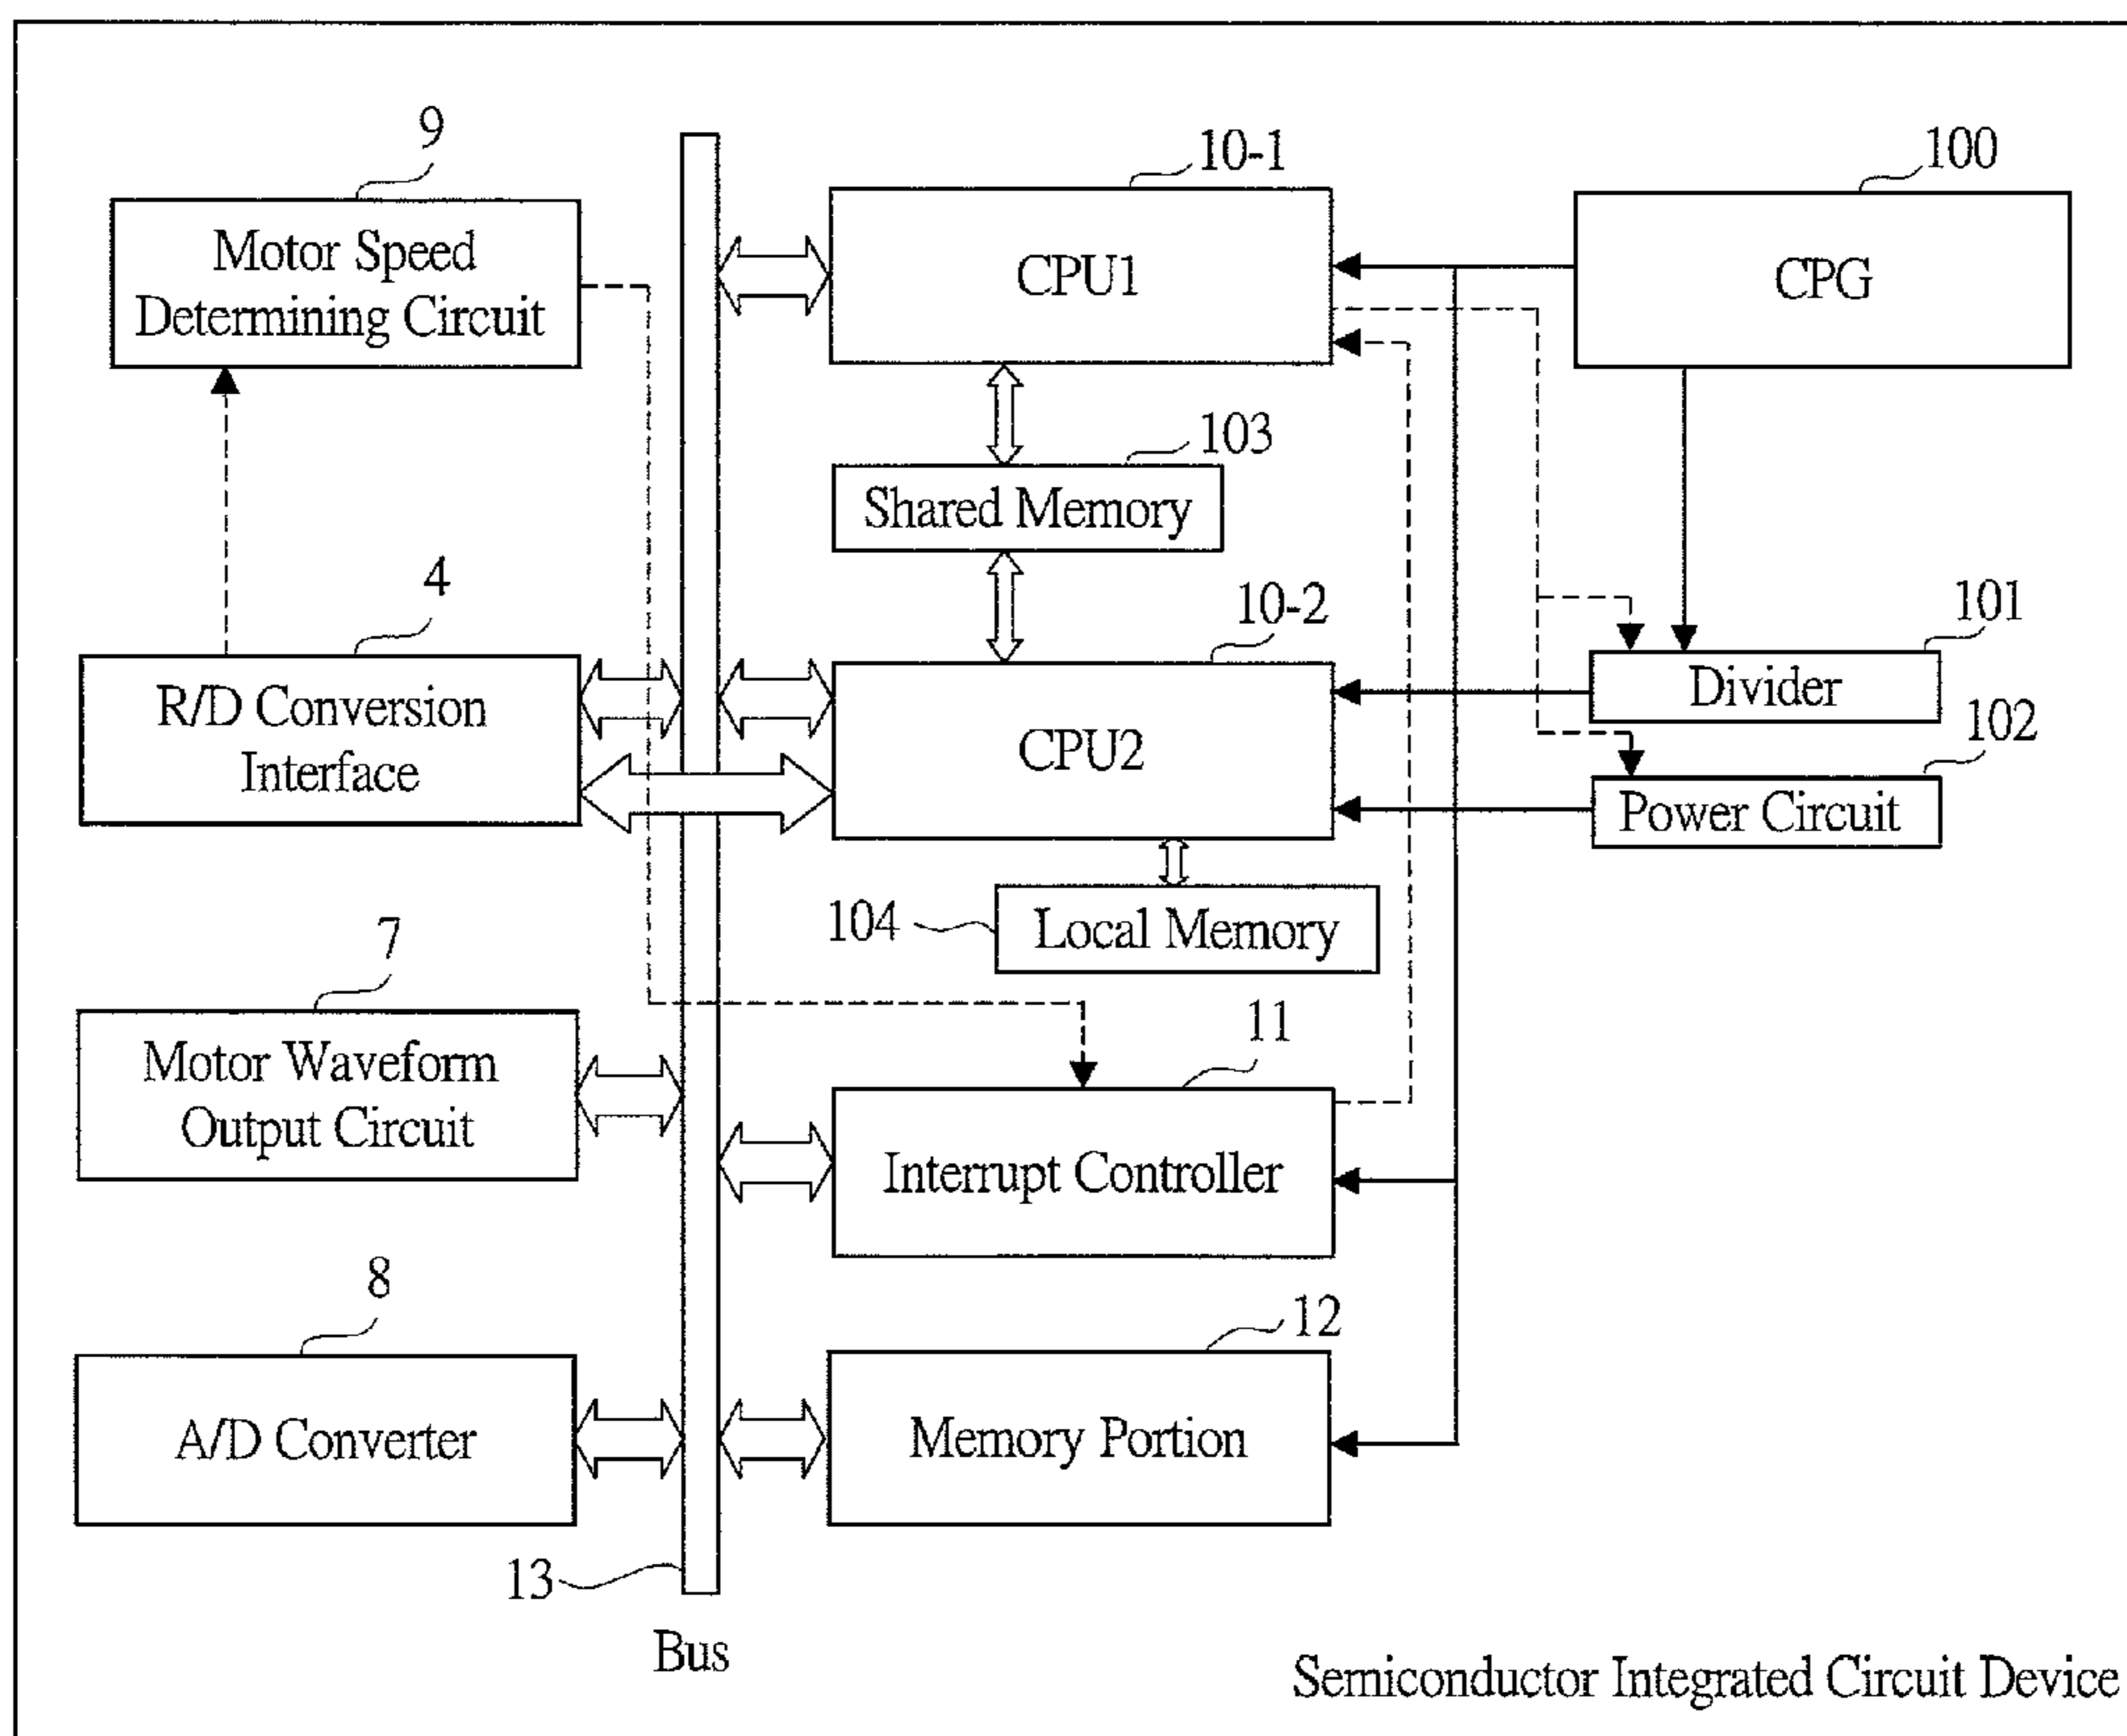 9
Motor Speed
Determining Circuit
10-1
CPU1
100
CPG
103
Shared Memory
4
R/D Conversion
Interface
10-2
CPU2
101
Divider
102
Power Circuit
104
Local Memory
7
Motor Waveform
Output Circuit
11
Interrupt Controller
8
A/D Converter
12
Memory Portion
13
Bus
Semiconductor Integrated Circuit Device